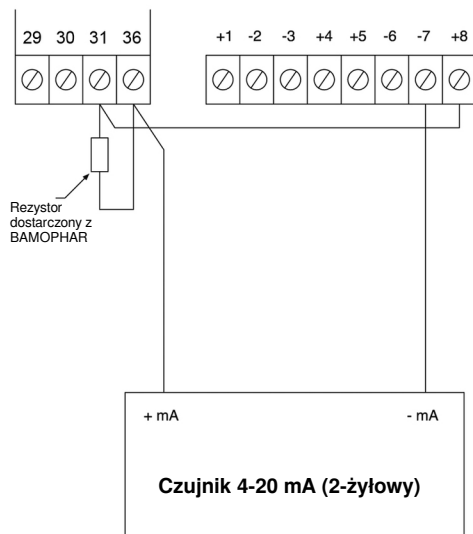 29 30 31 36
+1 -2 -3 +4 +5 -6 -7 +8
Rezystor
dostarczony z
BAMOPHAR
+ mA - mA
Czujnik 4-20 mA (2-żyłowy)